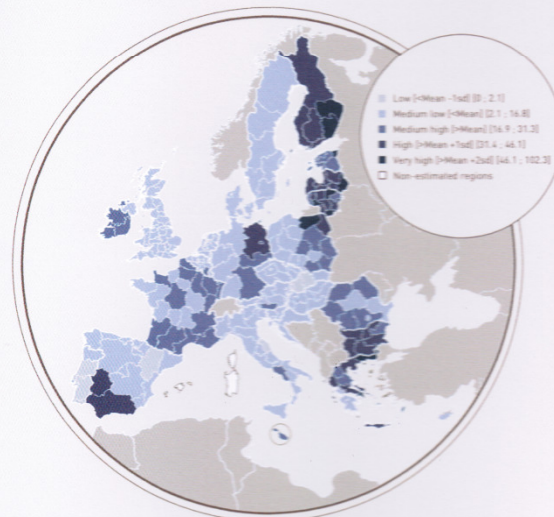 Low [<Mean -1sd] [0 ; 2.1]
Medium low [<Mean] [2.1 ; 16.8]
Medium high [>Mean] [16.9 ; 31.3]
High [>Mean +1sd] [31.4 ; 46.1]
Very high [>Mean +2sd] [46.1 ; 102.3]
Non-estimated regions